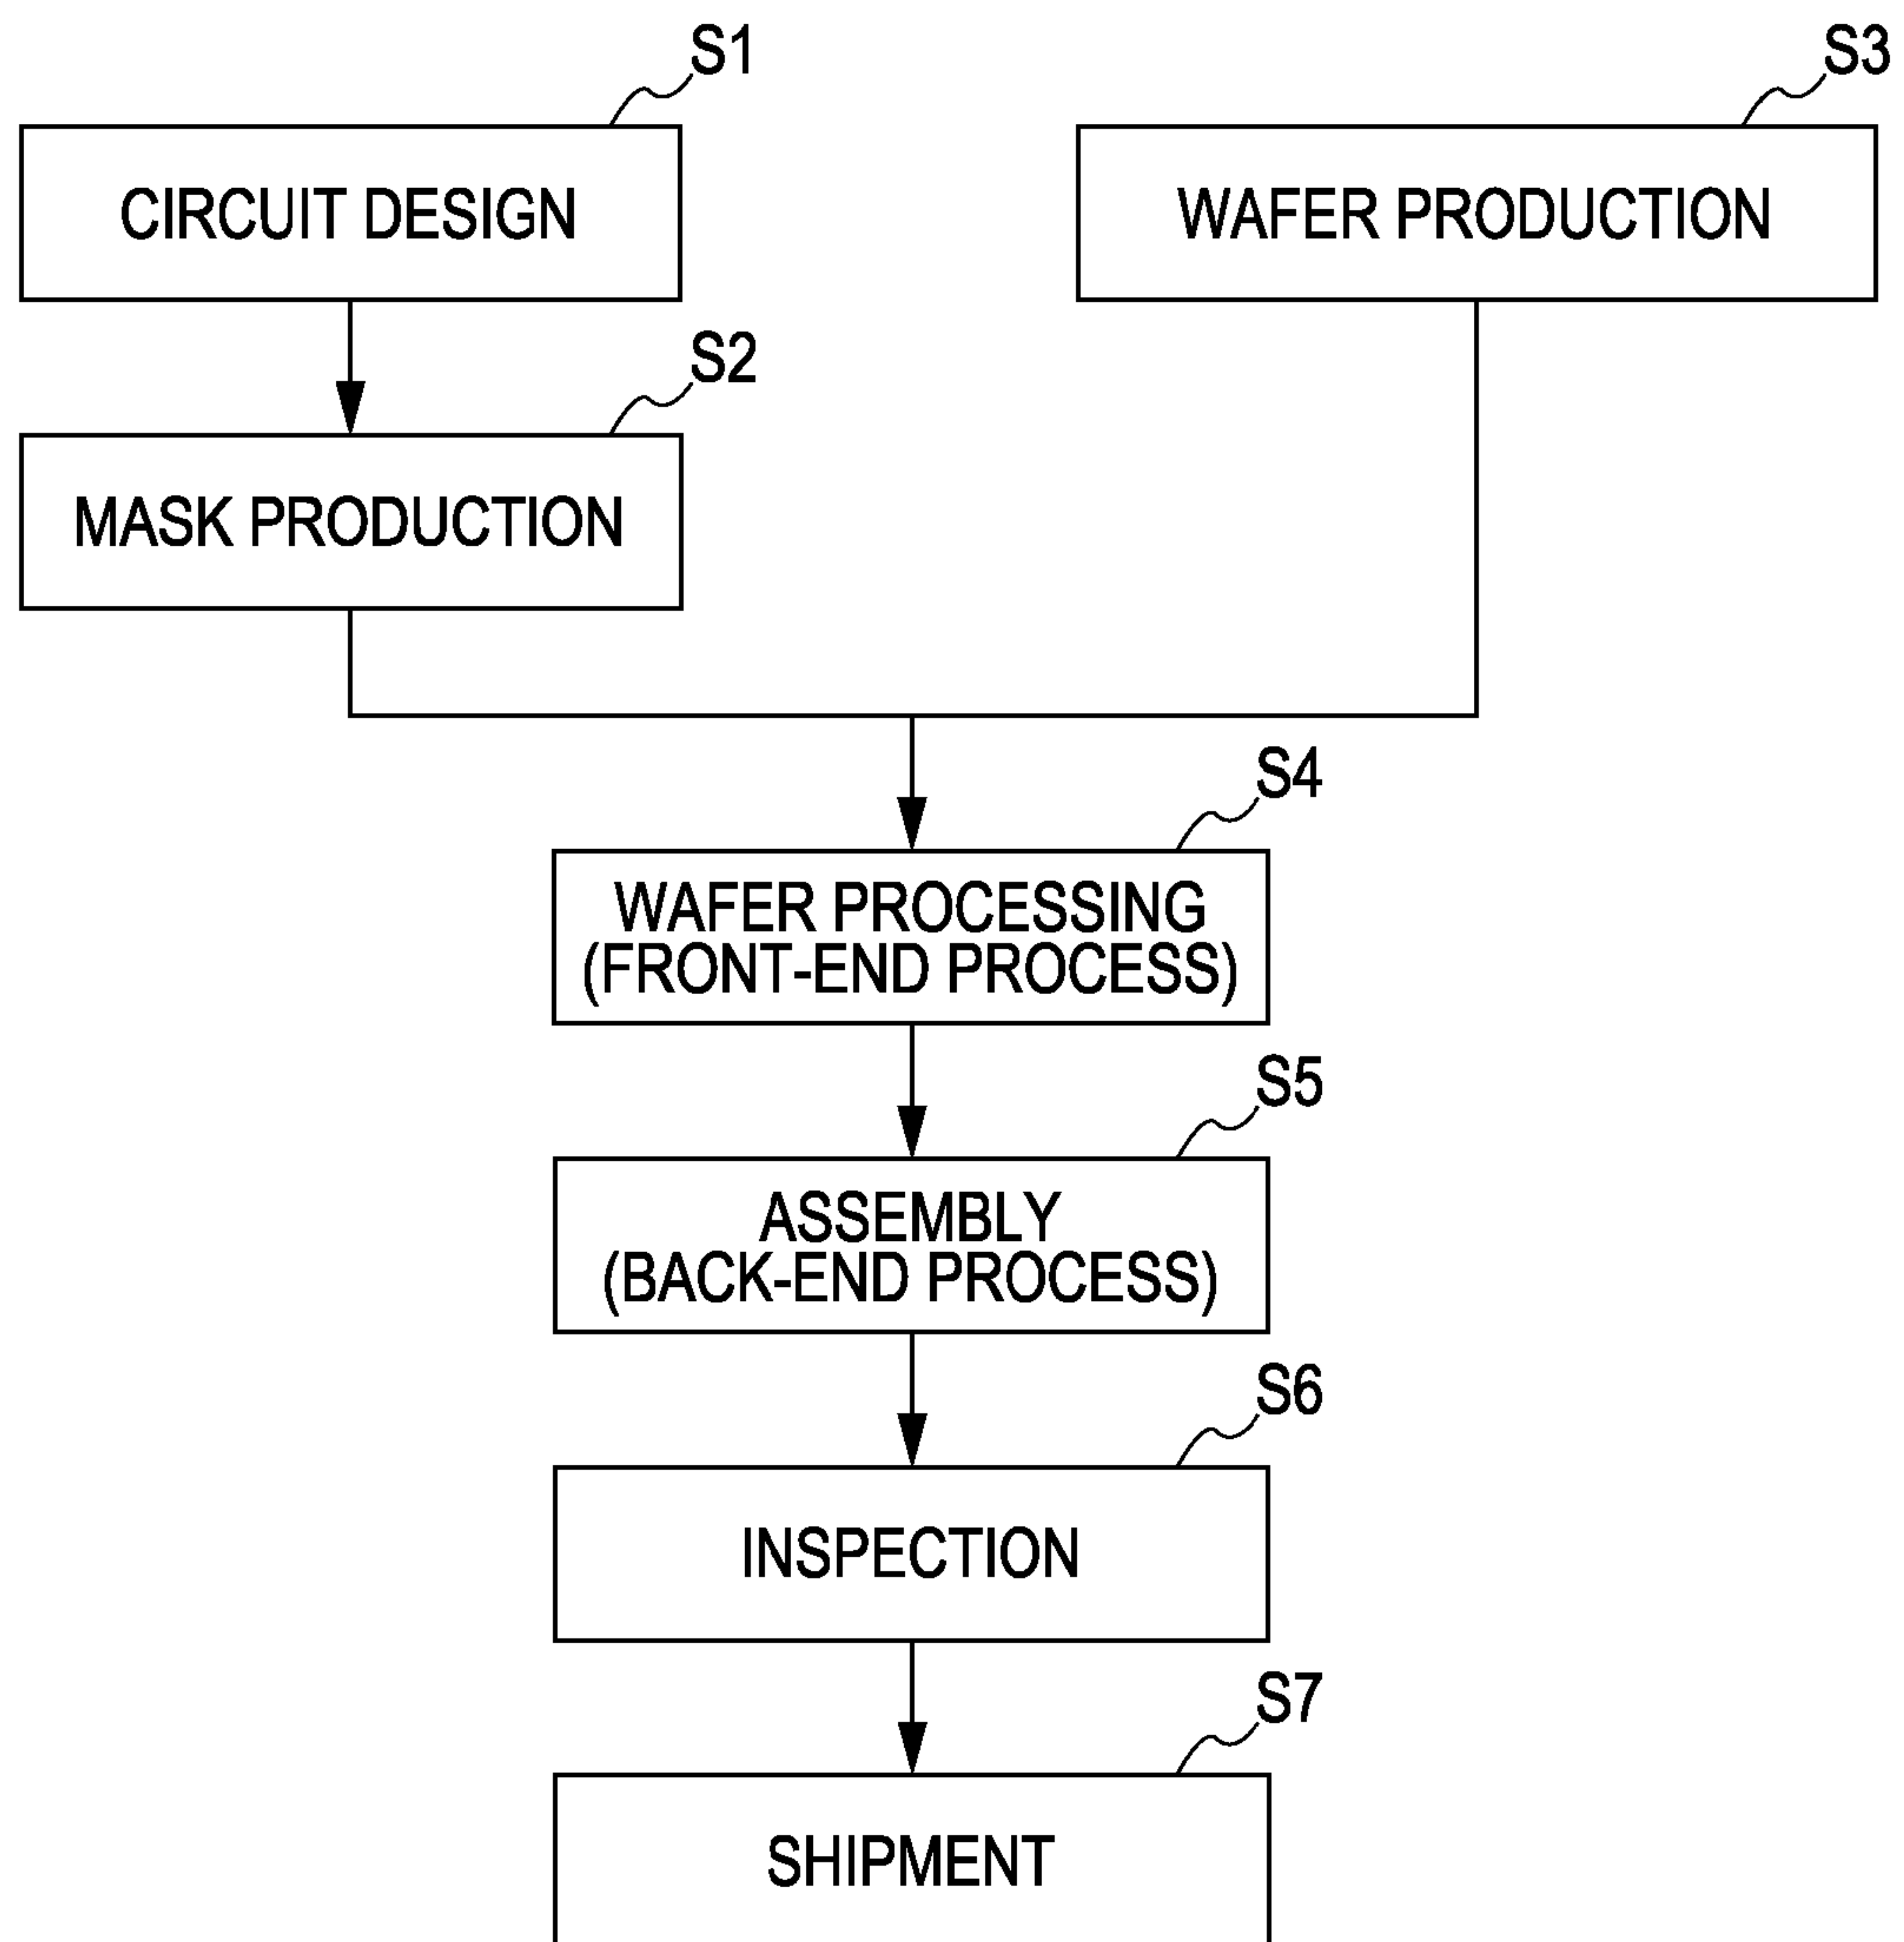 S1
CIRCUIT DESIGN
S3
WAFER PRODUCTION
S2
MASK PRODUCTION
S4
WAFER PROCESSING
(FRONT-END PROCESS)
S5
ASSEMBLY
(BACK-END PROCESS)
S6
INSPECTION
S7
SHIPMENT